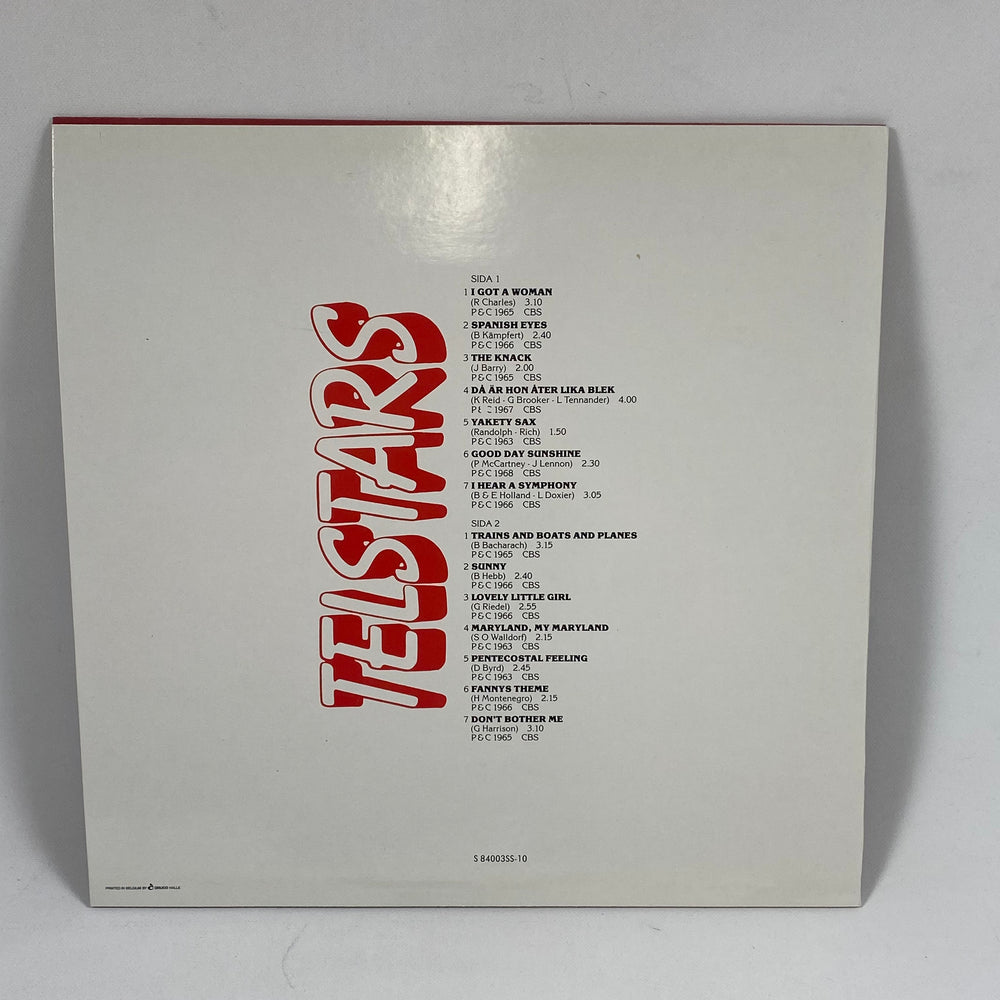 TELSTARS
SIDA 1
1 I GOT A WOMAN
(R Charles) 3.10
P & C 1965 CBS
2 SPANISH EYES
(B Kämpfert) 2.40
P & C 1966 CBS
3 THE KNACK
(J Barry) 2.00
P & C 1965 CBS
4 DÅ ÄR HON ÅTER LIKA BLEK
(K Reid - G Brooker - L Tennander) 4.00
P & C 1967 CBS
5 YAKETY SAX
(Randolph - Rich) 1.50
P & C 1963 CBS
6 GOOD DAY SUNSHINE
(P McCartney - J Lennon) 2.30
P & C 1968 CBS
7 I HEAR A SYMPHONY
(B & E Holland - L Doxier) 3.05
P & C 1966 CBS
SIDA 2
1 TRAINS AND BOATS AND PLANES
(B Bacharach) 3.15
P & C 1965 CBS
2 SUNNY
(B Hebb) 2.40
P & C 1966 CBS
3 LOVELY LITTLE GIRL
(G Riedel) 2.55
P & C 1966 CBS
4 MARYLAND, MY MARYLAND
(S O Walldorf) 2.15
P & C 1963 CBS
5 PENTECOSTAL FEELING
(D Byrd) 2.45
P & C 1963 CBS
6 FANNYS THEME
(H Montenegro) 2.15
P & C 1966 CBS
7 DON'T BOTHER ME
(G Harrison) 3.10
P & C 1965 CBS
S 84003SS-10
PRINTED IN BELGIUM BY HALLE